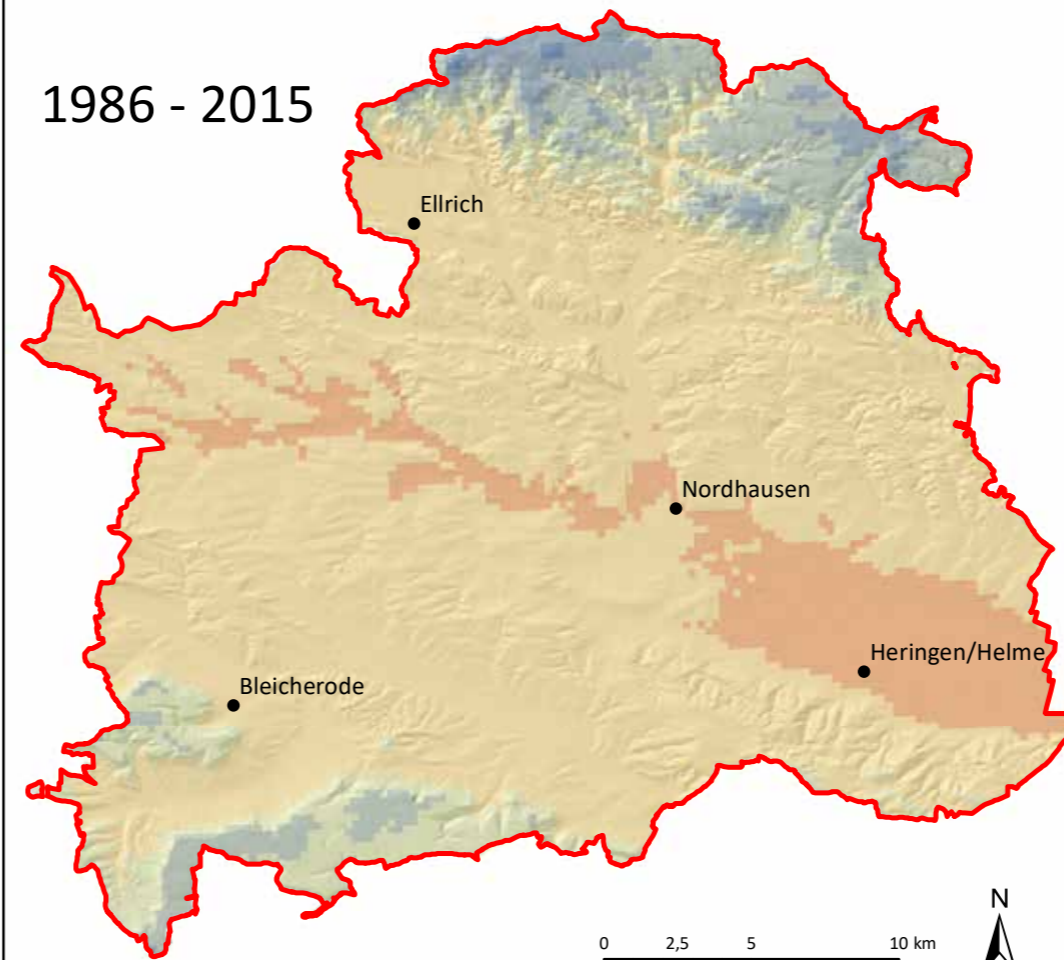 1986 - 2015
Ellrich
Nordhausen
Heringen/Helme
Bleicherode
N
0 2,5 5 10 km